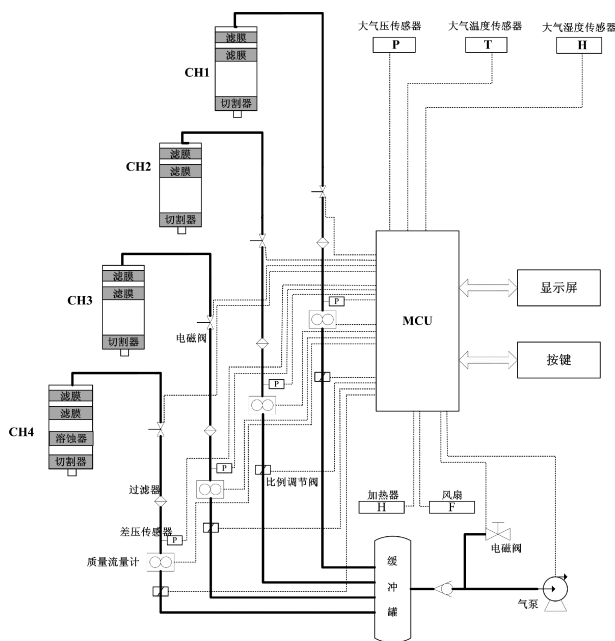 大气压传感器
P
大气温度传感器
T
大气湿度传感器
H
CH1
滤膜
滤膜
切割器
CH2
滤膜
滤膜
切割器
CH3
滤膜
滤膜
切割器
CH4
滤膜
滤膜
溶蚀器
切割器
电磁阀
MCU
显示屏
按键
P
P
P
P
过滤器
差压传感器
质量流量计
比例调节阀
加热器
H
风扇
F
电磁阀
气泵
缓
冲
罐